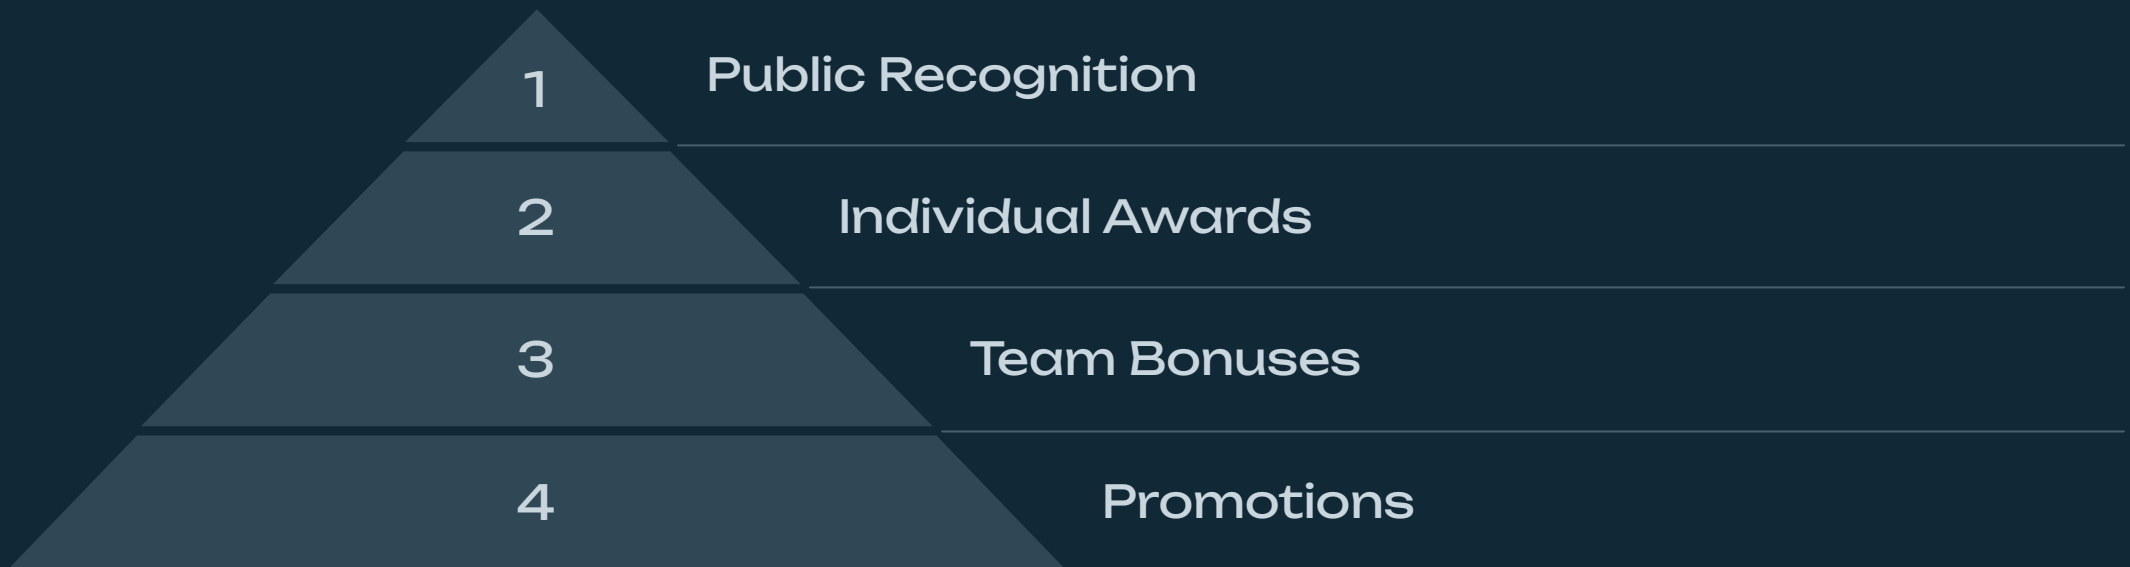 1
Public Recognition
2
Individual Awards
3
Team Bonuses
4
Promotions